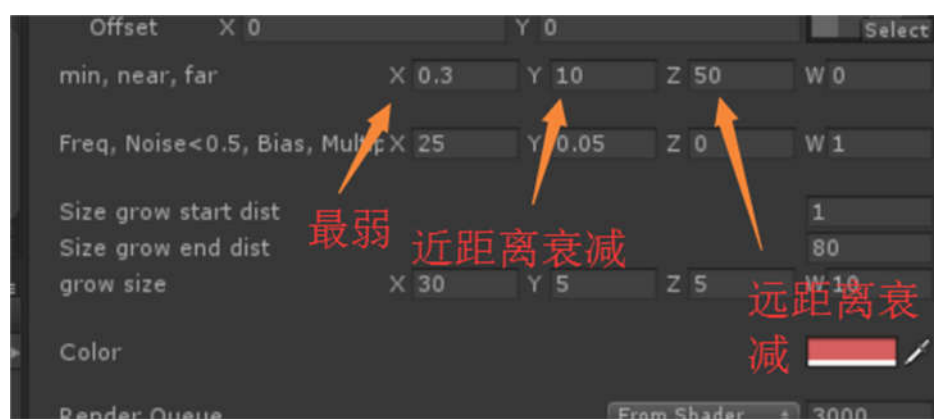 Offset X 0 Y 0 Select
min, near, far X 0.3 Y 10 Z 50 W 0
Freq, Noise<0.5, Bias, Multip X 25 Y 0.05 Z 0 W 1
Size grow start dist 1
最弱
近距离衰减
Size grow end dist 80
grow size X 30 Y 5 Z 5 W 10
远距离衰
减
Color
Render Queue From Shader 3000